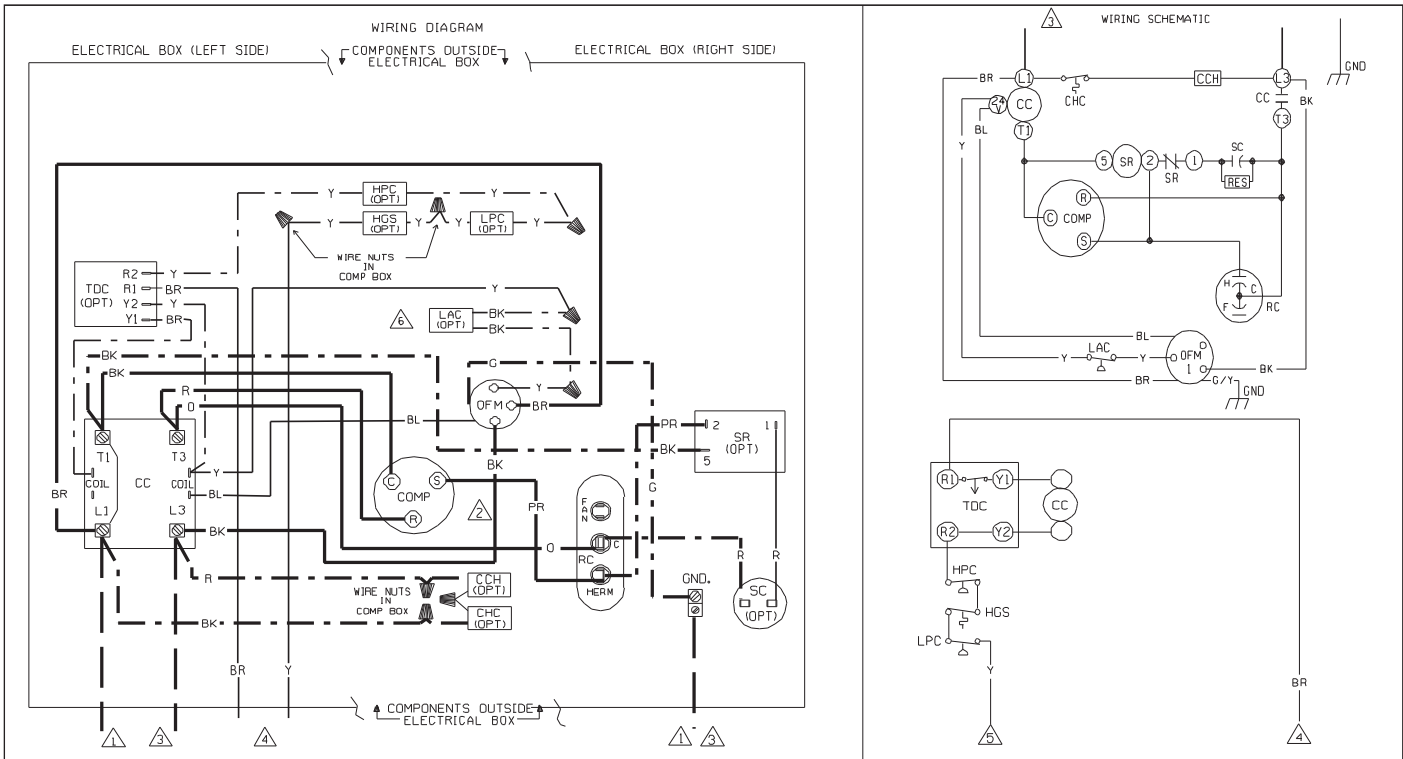 WIRING DIAGRAM
ELECTRICAL BOX (LEFT SIDE)
COMPONENTS OUTSIDE
ELECTRICAL BOX
ELECTRICAL BOX (RIGHT SIDE)
Y
HPC
(OPT)
Y
Y
HGS
(OPT)
Y
Y
LPC
(OPT)
Y
WIRE NUTS
IN
COMP BOX
TDC
(OPT)
R2
Y
R1
BR
Y2
Y
Y1
BR
Y
6
LAC
(OPT)
BK
BK
BK
BK
G
R
O
Y
OFM
BR
BL
BK
PR
2
1
SR
(OPT)
BK
5
T1
T3
COIL
CC
COIL
Y
BL
BR
L1
L3
BK
C
S
COMP
R
2
PR
G
FAN
C
RC
HERM
O
R
R
GND.
SC
(OPT)
R
WIRE NUTS
IN
COMP BOX
CCH
(OPT)
CHC
(OPT)
BK
BR
Y
COMPONENTS OUTSIDE
ELECTRICAL BOX
1
3
4
1
3
3
WIRING SCHEMATIC
GND
BR
L1
CHC
CCH
L3
24V
CC
CC
BK
BL
T1
T3
Y
5
SR
2
SR
1
SC
RES
R
C
COMP
S
H
C
F
RC
BL
LAC
Y
Y
OFM
1
BK
BR
G/Y
GND
R1
Y1
TDC
CC
R2
Y2
HPC
HGS
LPC
Y
BR
5
4